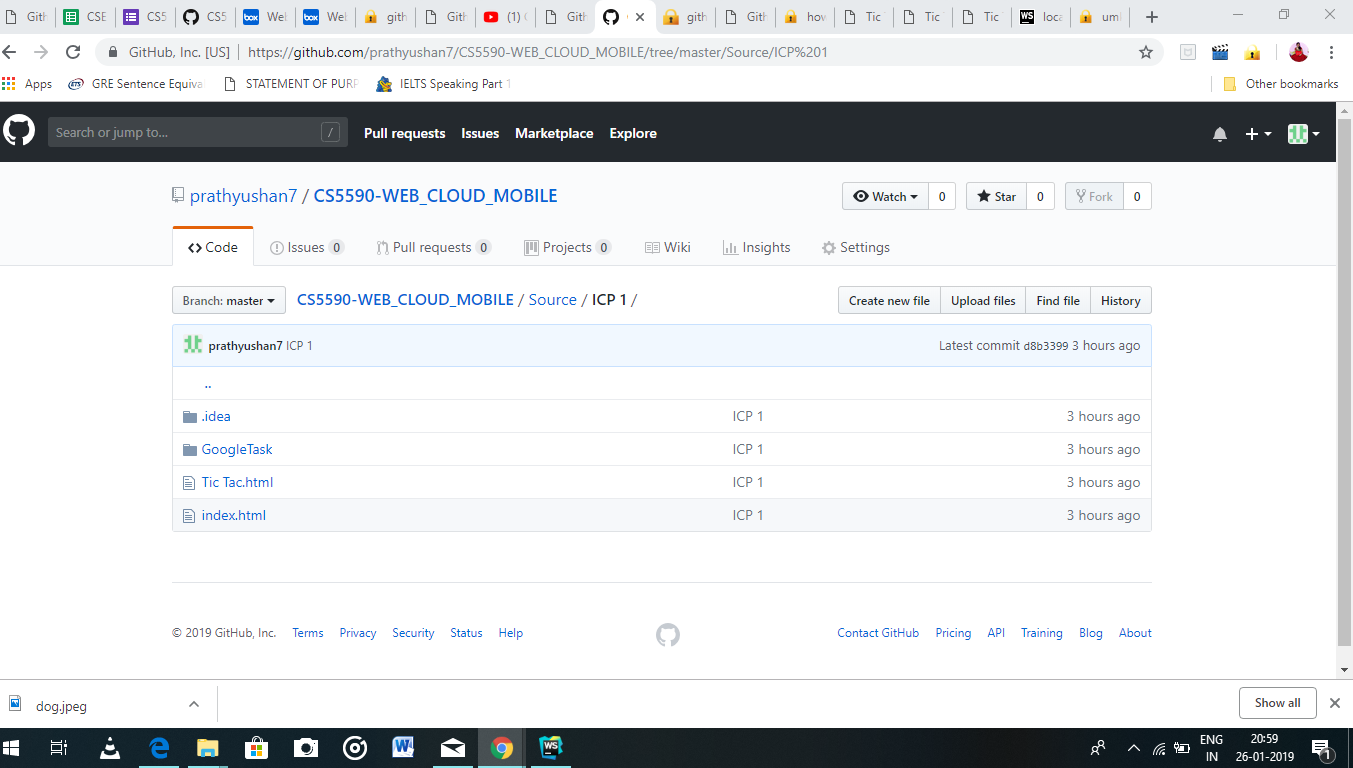 Gith CSE CS5 CS5 Wel Wel gith Gith (1) Gith gith Gith how Tic Tic Tic loca uml
GitHub, Inc. [US] | https://github.com/prathyushan7/CS5590-WEB_CLOUD_MOBILE/tree/master/Source/ICP%201
Apps GRE Sentence Equiva STATEMENT OF PURP IELTS Speaking Part 1 Other bookmarks
Search or jump to... / Pull requests Issues Marketplace Explore
prathyushan7 / CS5590-WEB_CLOUD_MOBILE Watch 0 Star 0 Fork 0
Code Issues 0 Pull requests 0 Projects 0 Wiki Insights Settings
Branch: master CS5590-WEB_CLOUD_MOBILE / Source / ICP 1 / Create new file Upload files Find file History
prathyushan7 ICP 1 Latest commit d8b3399 3 hours ago
..
.idea ICP 1 3 hours ago
GoogleTask ICP 1 3 hours ago
Tic Tac.html ICP 1 3 hours ago
index.html ICP 1 3 hours ago
© 2019 GitHub, Inc. Terms Privacy Security Status Help Contact GitHub Pricing API Training Blog About
dog.jpeg Show all
ENG 20:59
IN 26-01-2019 1